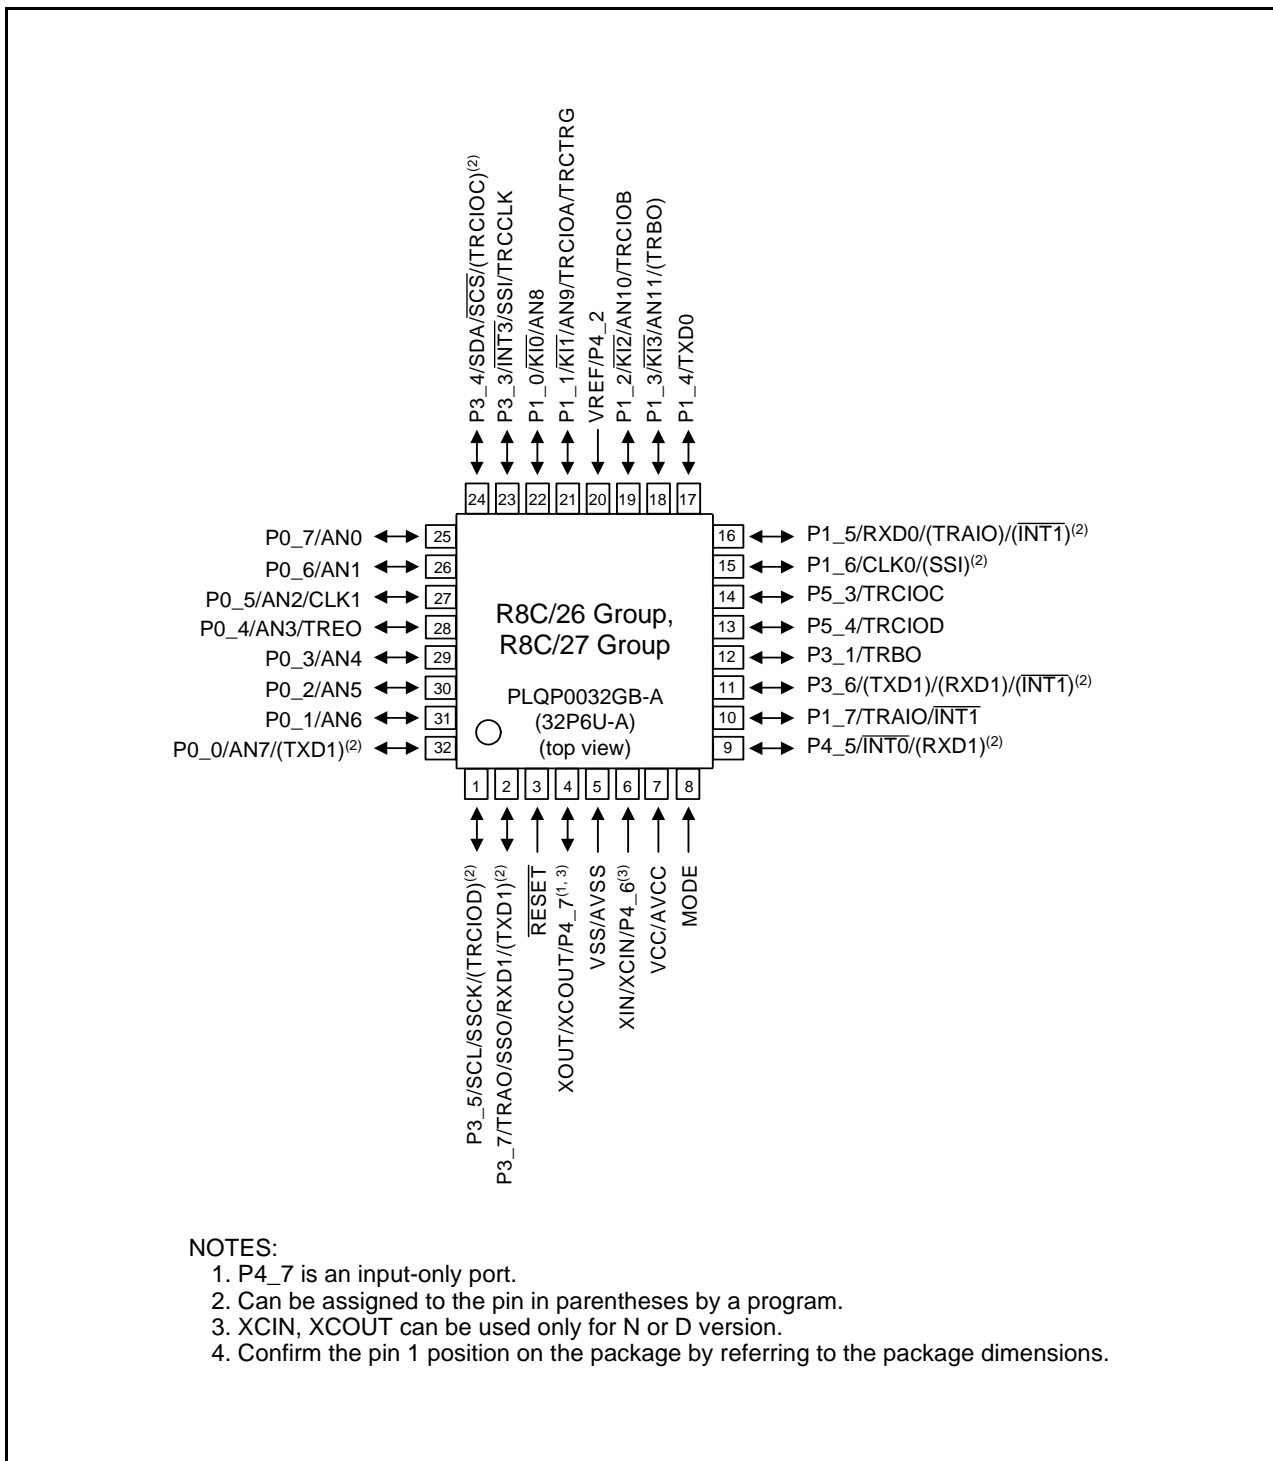 P3_4/SDA/SCS/(TRCIOC)(2)
P3_3/INT3/SSI/TRCCLK
P1_0/KI0/AN8
P1_1/KI1/AN9/TRCIOA/TRCTRG
VREF/P4_2
P1_2/KI2/AN10/TRCIOB
P1_3/KI3/AN11/(TRBO)
P1_4/TXD0
24 23 22 21 20 19 18 17
P0_7/AN0 25
P0_6/AN1 26
P0_5/AN2/CLK1 27
P0_4/AN3/TREO 28
P0_3/AN4 29
P0_2/AN5 30
P0_1/AN6 31
P0_0/AN7/(TXD1)(2) 32
R8C/26 Group,
R8C/27 Group
PLQP0032GB-A
(32P6U-A)
(top view)
16 P1_5/RXD0/(TRAIO)/(INT1)(2)
15 P1_6/CLK0/(SSI)(2)
14 P5_3/TRCIOC
13 P5_4/TRCIOD
12 P3_1/TRBO
11 P3_6/(TXD1)/(RXD1)/(INT1)(2)
10 P1_7/TRAIO/INT1
9 P4_5/INT0/(RXD1)(2)
1 2 3 4 5 6 7 8
P3_5/SCL/SSCK/(TRCIOD)(2)
P3_7/TRAO/SSO/RXD1/(TXD1)(2)
RESET
XOUT/XCOUT/P4_7(1, 3)
VSS/AVSS
XIN/XCIN/P4_6(3)
VCC/AVCC
MODE
NOTES:
1. P4_7 is an input-only port.
2. Can be assigned to the pin in parentheses by a program.
3. XCIN, XCOUT can be used only for N or D version.
4. Confirm the pin 1 position on the package by referring to the package dimensions.